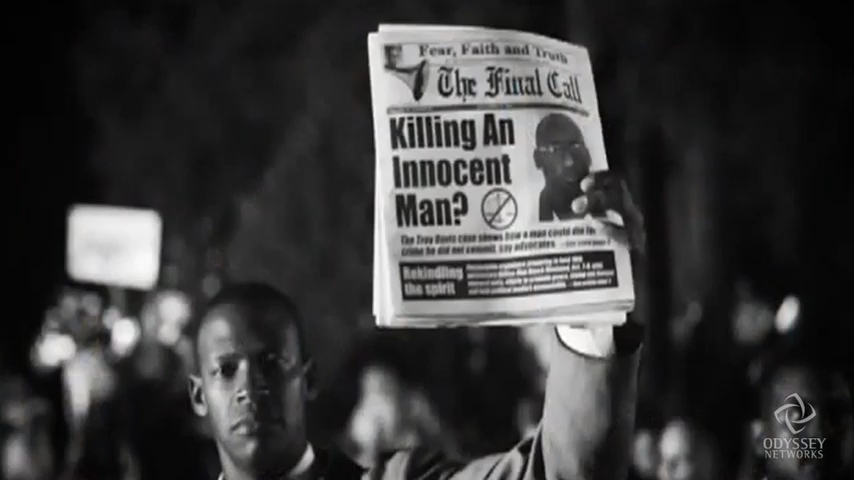 Fear, Faith and Truth
The Final Call
Killing An
Innocent
Man?
The Troy Davis case shows how a man could die for
crime he did not commit, say advocates.
Rekindling
the spirit
ODYSSEY
NETWORKS